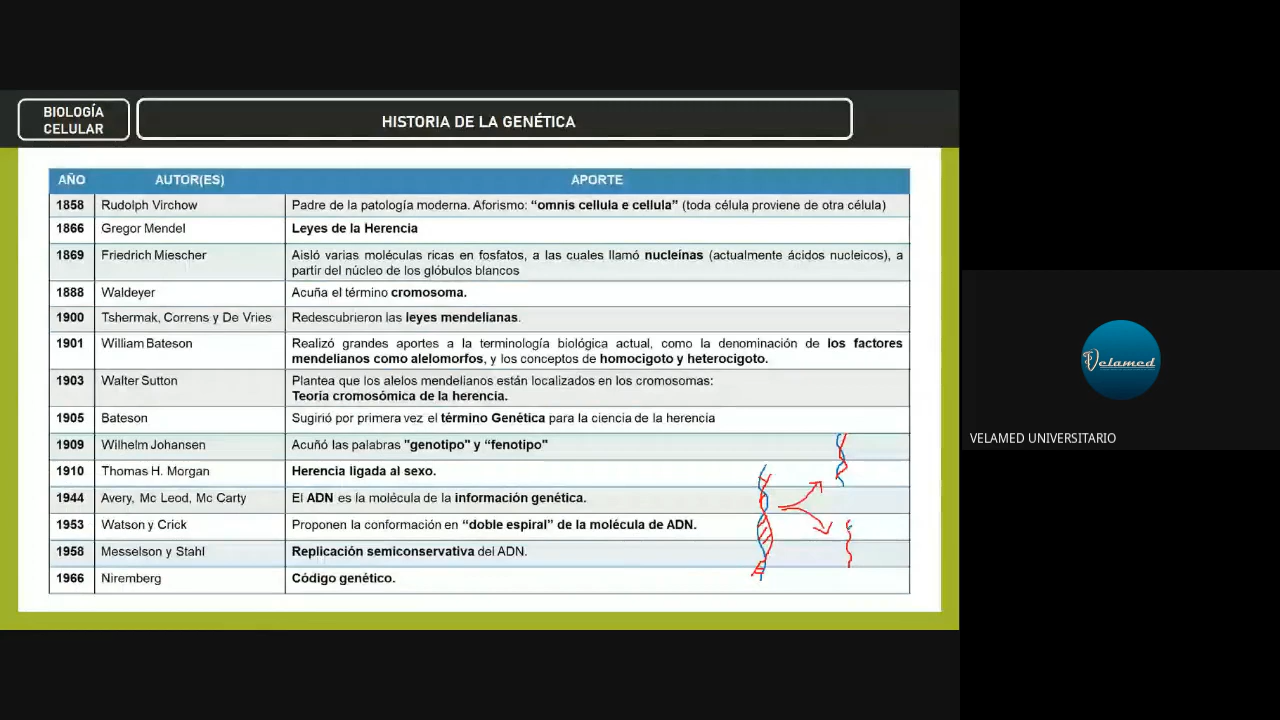 BIOLOGÍA
CELULAR
HISTORIA DE LA GENÉTICA
AÑO AUTOR(ES) APORTE
1858 Rudolph Virchow Padre de la patología moderna. Aforismo: “omnis cellula e cellula” (toda célula proviene de otra célula)
1866 Gregor Mendel Leyes de la Herencia
1869 Friedrich Miescher Aisló varias moléculas ricas en fosfatos, a las cuales llamó nucleínas (actualmente ácidos nucleicos), a
partir del núcleo de los glóbulos blancos
1888 Waldeyer Acuña el término cromosoma.
1900 Tshermak, Correns y De Vries Redescubrieron las leyes mendelianas.
1901 William Bateson Realizó grandes aportes a la terminología biológica actual, como la denominación de los factores
mendelianos como alelomorfos, y los conceptos de homocigoto y heterocigoto.
1903 Walter Sutton Plantea que los alelos mendelianos están localizados en los cromosomas:
Teoría cromosómica de la herencia.
1905 Bateson Sugirió por primera vez el término Genética para la ciencia de la herencia
1909 Wilhelm Johansen Acuñó las palabras "genotipo" y “fenotipo"
1910 Thomas H. Morgan Herencia ligada al sexo.
1944 Avery, Mc Leod, Mc Carty El ADN es la molécula de la información genética.
1953 Watson y Crick Proponen la conformación en “doble espiral” de la molécula de ADN.
1958 Messelson y Stahl Replicación semiconservativa del ADN.
1966 Niremberg Código genético.
Velamed
VELAMED UNIVERSITARIO